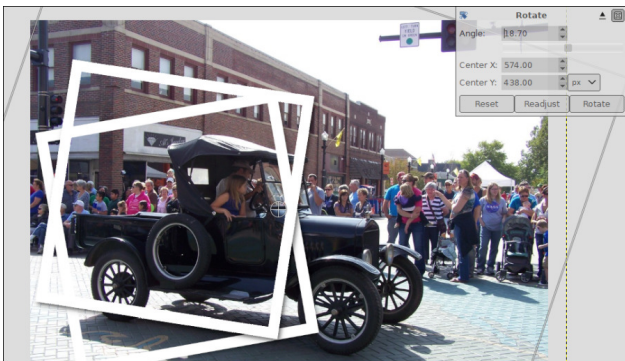 Rotate
Angle: 18.70
Center X: 574.00
Center Y: 438.00 px
Reset Readjust Rotate